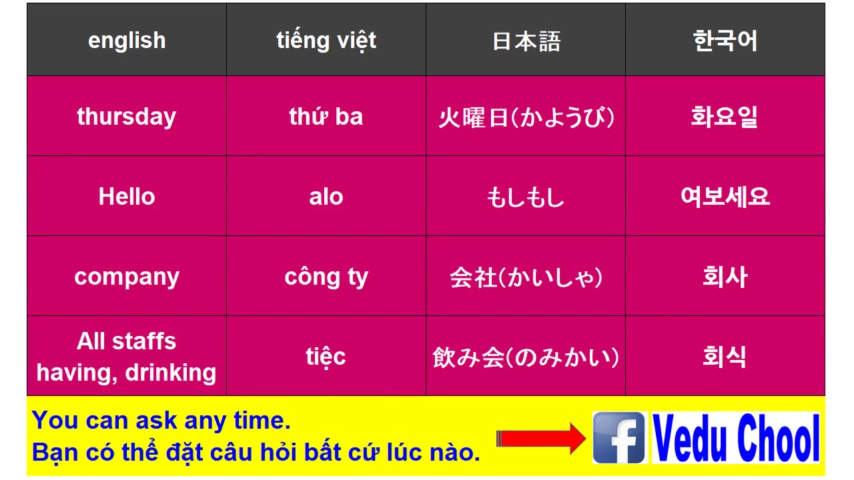 english tiếng việt 日本語 한국어
thursday thứ ba 火曜日(かようび) 화요일
Hello alo もしもし 여보세요
company công ty 会社(かいしゃ) 회사
All staffs
having, drinking tiệc 飲み会(のみかい) 회식
You can ask any time.
Bạn có thể đặt câu hỏi bất cứ lúc nào.
f Vedu Chool